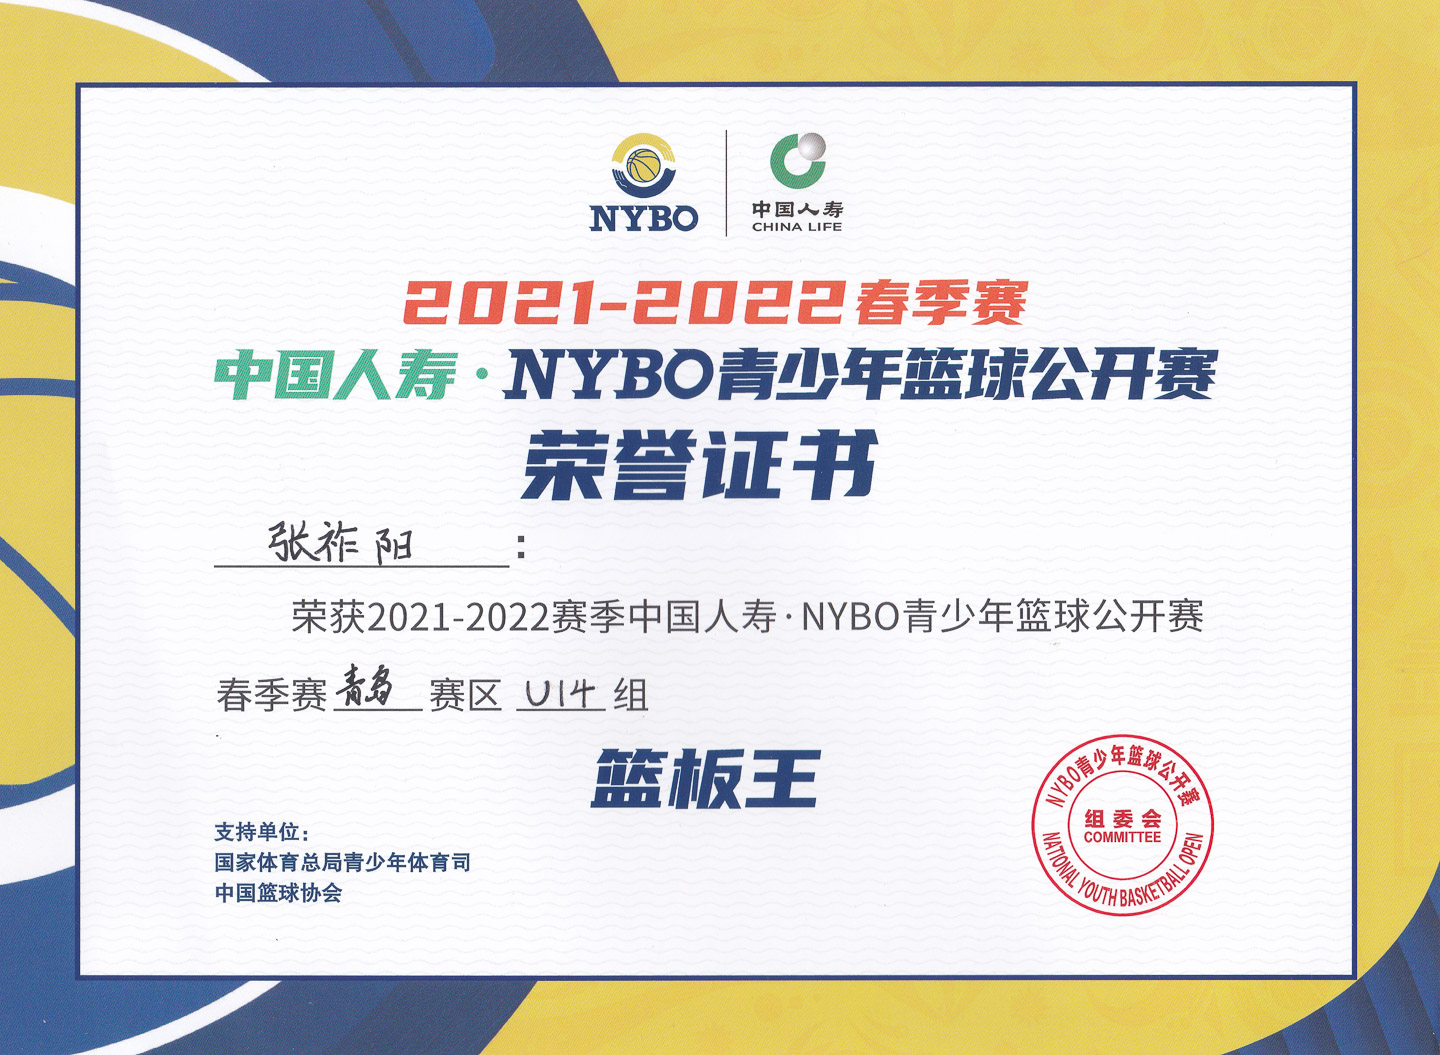 NYBO
中国人寿
CHINA LIFE
2021-2022春季赛
中国人寿·NYBO青少年篮球公开赛
荣誉证书
张祚阳：
荣获2021-2022赛季中国人寿·NYBO青少年篮球公开赛
春季赛青岛赛区 U14 组
篮板王
支持单位：
国家体育总局青少年体育司
中国篮球协会
NYBO青少年篮球公开赛
组委会
COMMITTEE
NATIONAL YOUTH BASKETBALL OPEN